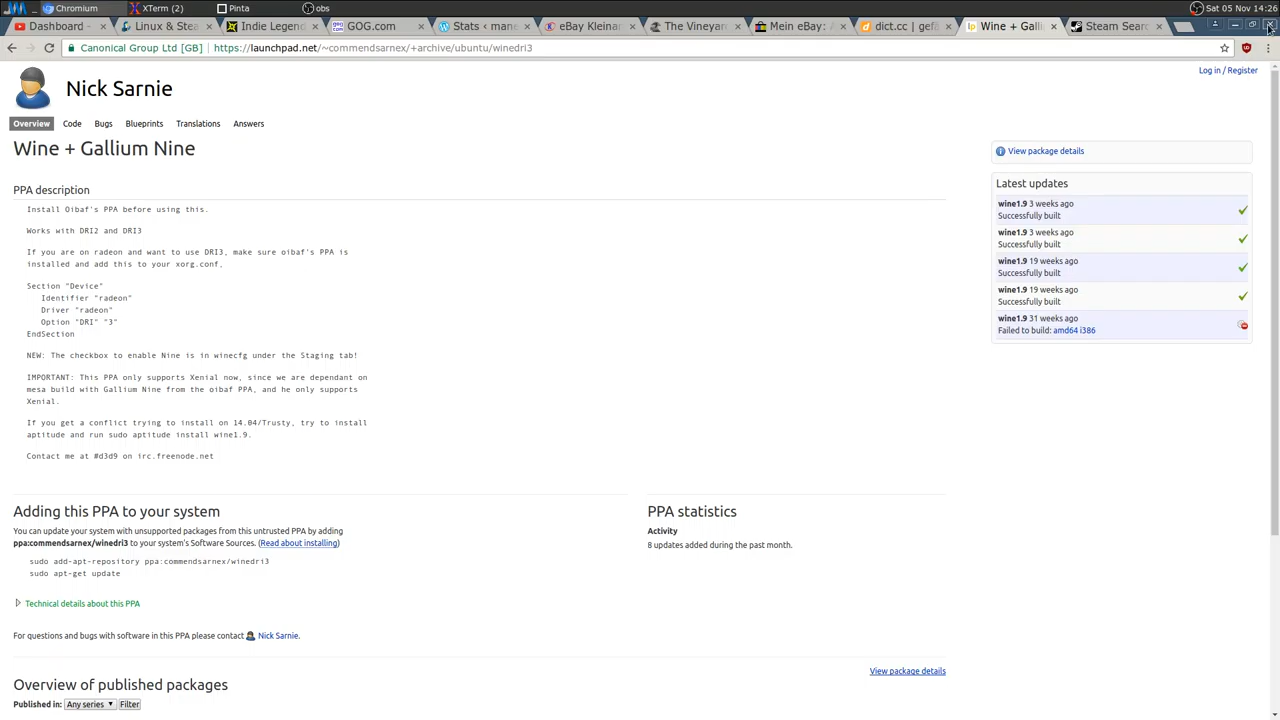 Chromium XTerm (2) Pinta obs Sat 05 Nov 14:26
Dashboard Linux & Stea Indie Legend GOG.com Stats ‹ mane eBay Kleinan The Vineyar Mein eBay: dict.cc | gefä Wine + Galli Steam Sear
Canonical Group Ltd [GB] https://launchpad.net/~commendsarnex/+archive/ubuntu/winedri3
Log in / Register
Nick Sarnie
Overview Code Bugs Blueprints Translations Answers
Wine + Gallium Nine
PPA description
Install Oibaf's PPA before using this.
Works with DRI2 and DRI3
If you are on radeon and want to use DRI3, make sure oibaf's PPA is
installed and add this to your xorg.conf,
Section "Device"
Identifier "radeon"
Driver "radeon"
Option "DRI" "3"
EndSection
NEW: The checkbox to enable Nine is in winecfg under the Staging tab!
IMPORTANT: This PPA only supports Xenial now, since we are dependant on
mesa build with Gallium Nine from the oibaf PPA, and he only supports
Xenial.
If you get a conflict trying to install on 14.04/Trusty, try to install
aptitude and run sudo aptitude install wine1.9.
Contact me at #d3d9 on irc.freenode.net
View package details
Latest updates
wine1.9 3 weeks ago
Successfully built
wine1.9 3 weeks ago
Successfully built
wine1.9 19 weeks ago
Successfully built
wine1.9 19 weeks ago
Successfully built
wine1.9 31 weeks ago
Failed to build: amd64 i386
Adding this PPA to your system
You can update your system with unsupported packages from this untrusted PPA by adding
ppa:commendsarnex/winedri3 to your system's Software Sources. (Read about installing)
sudo add-apt-repository ppa:commendsarnex/winedri3
sudo apt-get update
Technical details about this PPA
For questions and bugs with software in this PPA please contact Nick Sarnie.
PPA statistics
Activity
8 updates added during the past month.
View package details
Overview of published packages
Published in: Any series Filter